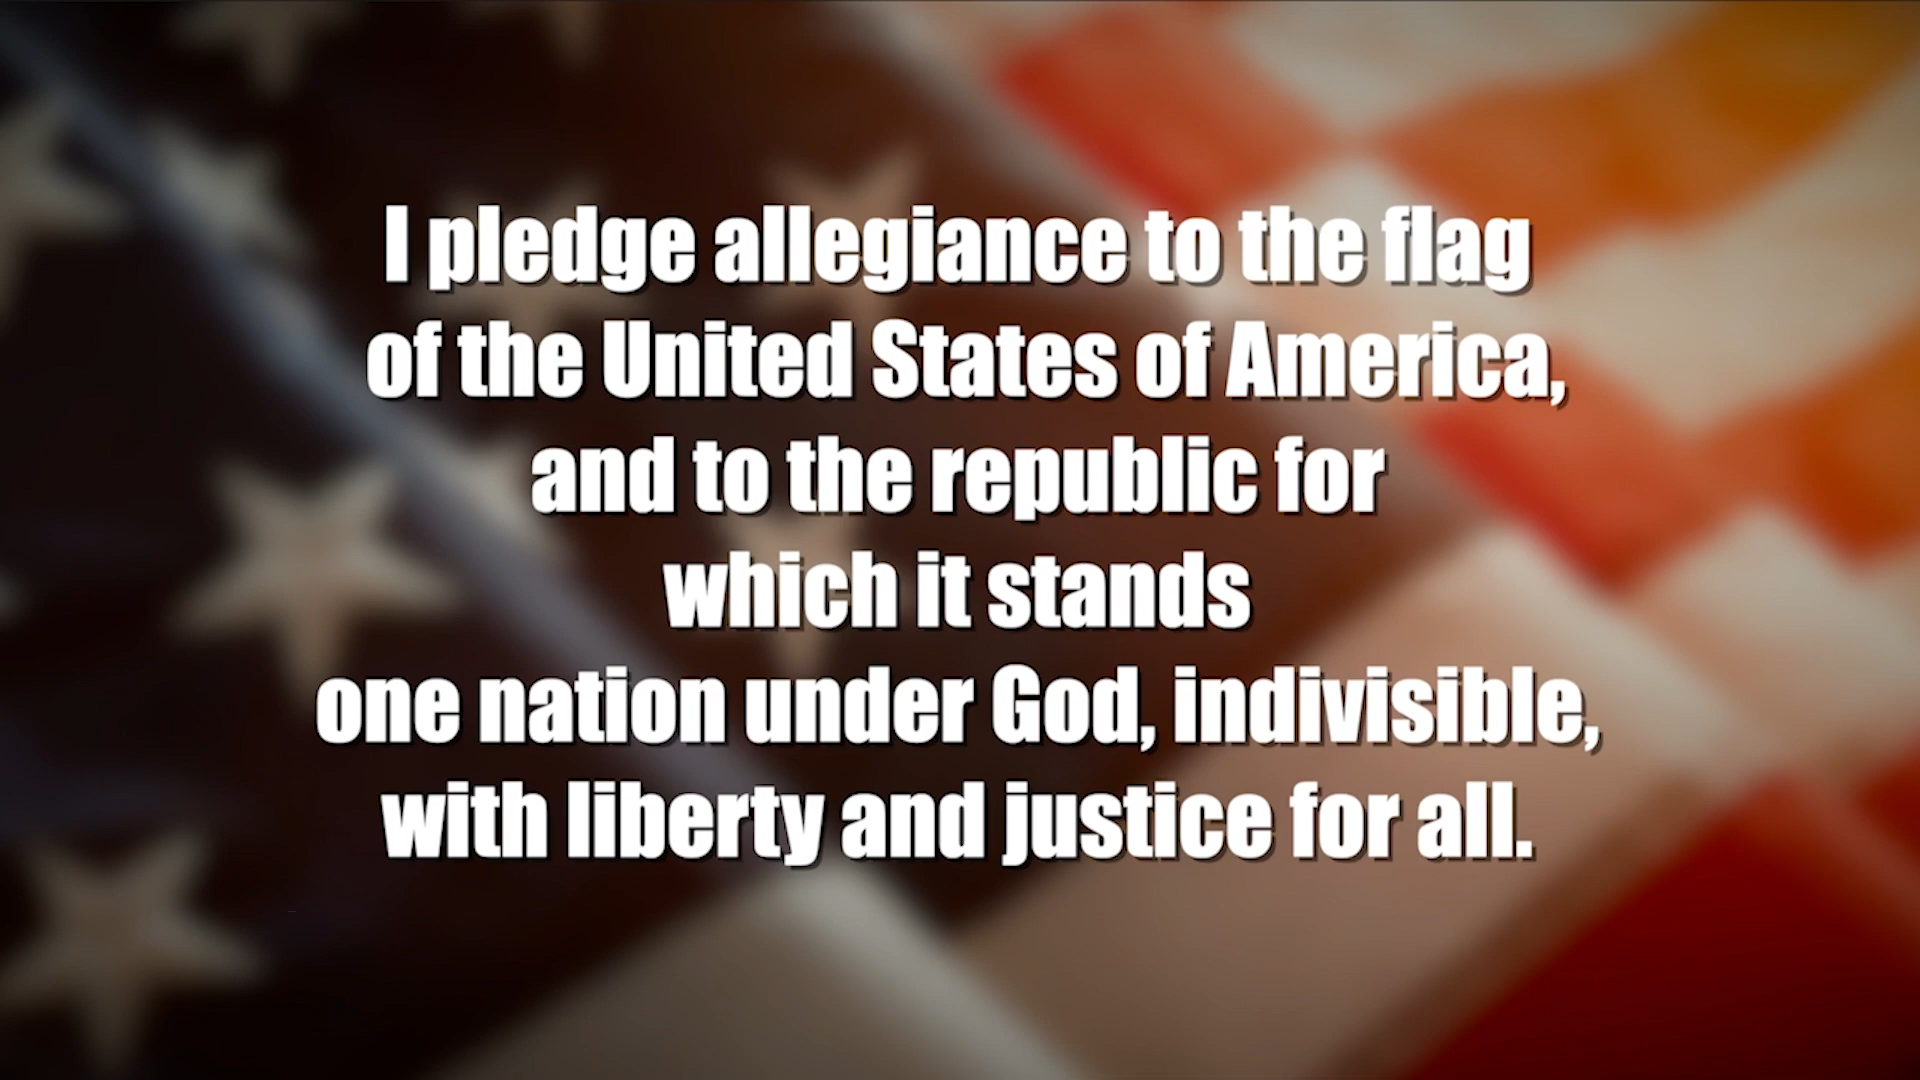 I pledge allegiance to the flag
of the United States of America,
and to the republic for
which it stands
one nation under God, indivisible,
with liberty and justice for all.